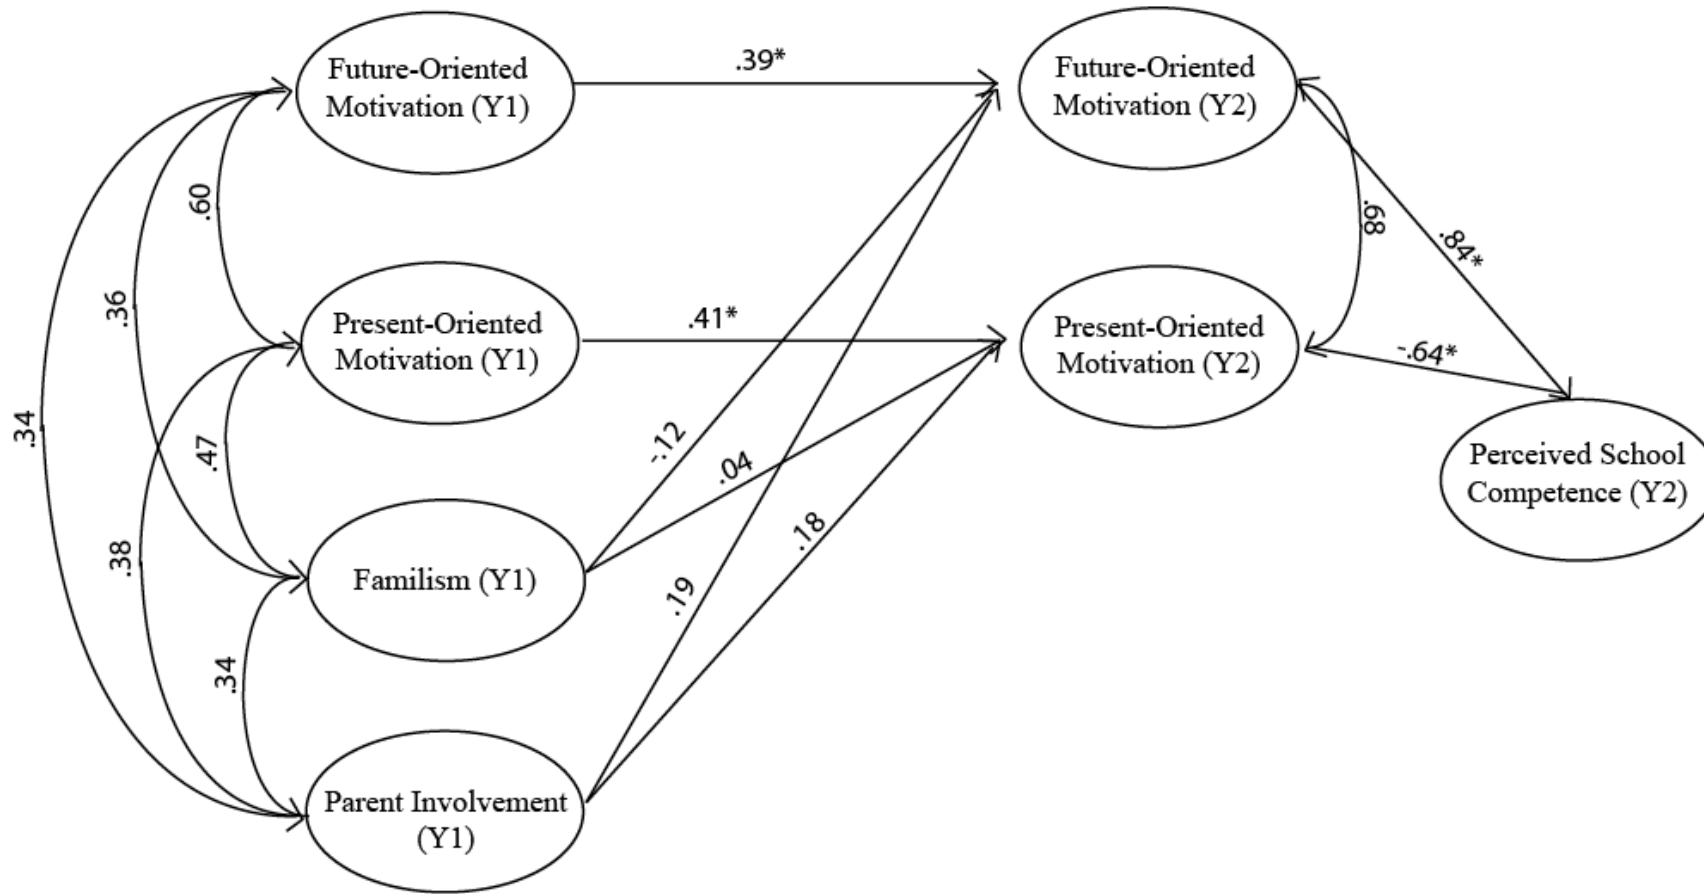 Future-Oriented
Motivation (Y1)
.39*
Future-Oriented
Motivation (Y2)
.60
.68
.84*
.36
Present-Oriented
Motivation (Y1)
.41*
Present-Oriented
Motivation (Y2)
-.64*
.34
.47
-.12
.04
Perceived School
Competence (Y2)
.38
.18
Familism (Y1)
.19
.34
Parent Involvement
(Y1)